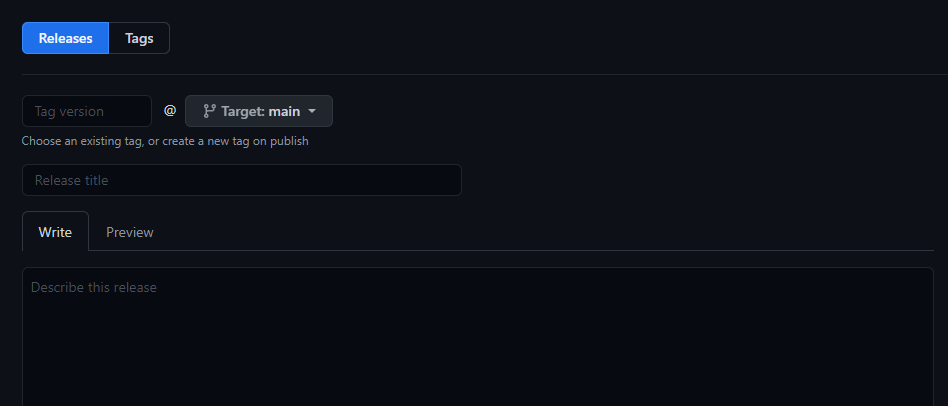 Releases Tags
Tag version @ Target: main
Choose an existing tag, or create a new tag on publish
Release title
Write Preview
Describe this release